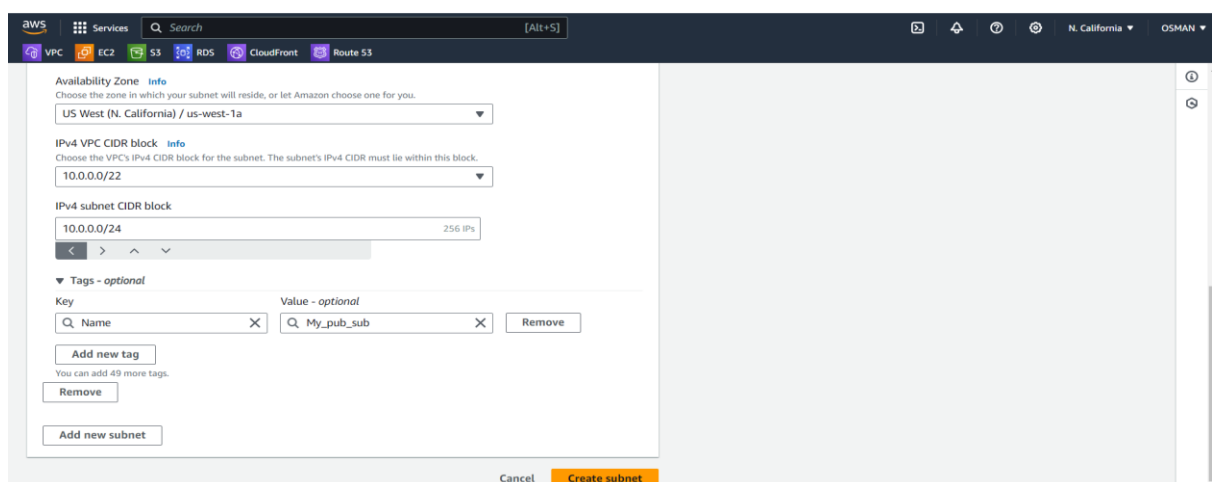 aws Services Search [Alt+S] N. California OSMAN
VPC EC2 S3 RDS CloudFront Route 53
Availability Zone Info
Choose the zone in which your subnet will reside, or let Amazon choose one for you.
US West (N. California) / us-west-1a
IPv4 VPC CIDR block Info
Choose the VPC's IPv4 CIDR block for the subnet. The subnet's IPv4 CIDR must lie within this block.
10.0.0.0/22
IPv4 subnet CIDR block
10.0.0.0/24 256 IPs
Tags - optional
Key Value - optional
Name My_pub_sub Remove
Add new tag
You can add 49 more tags.
Remove
Add new subnet
Cancel Create subnet